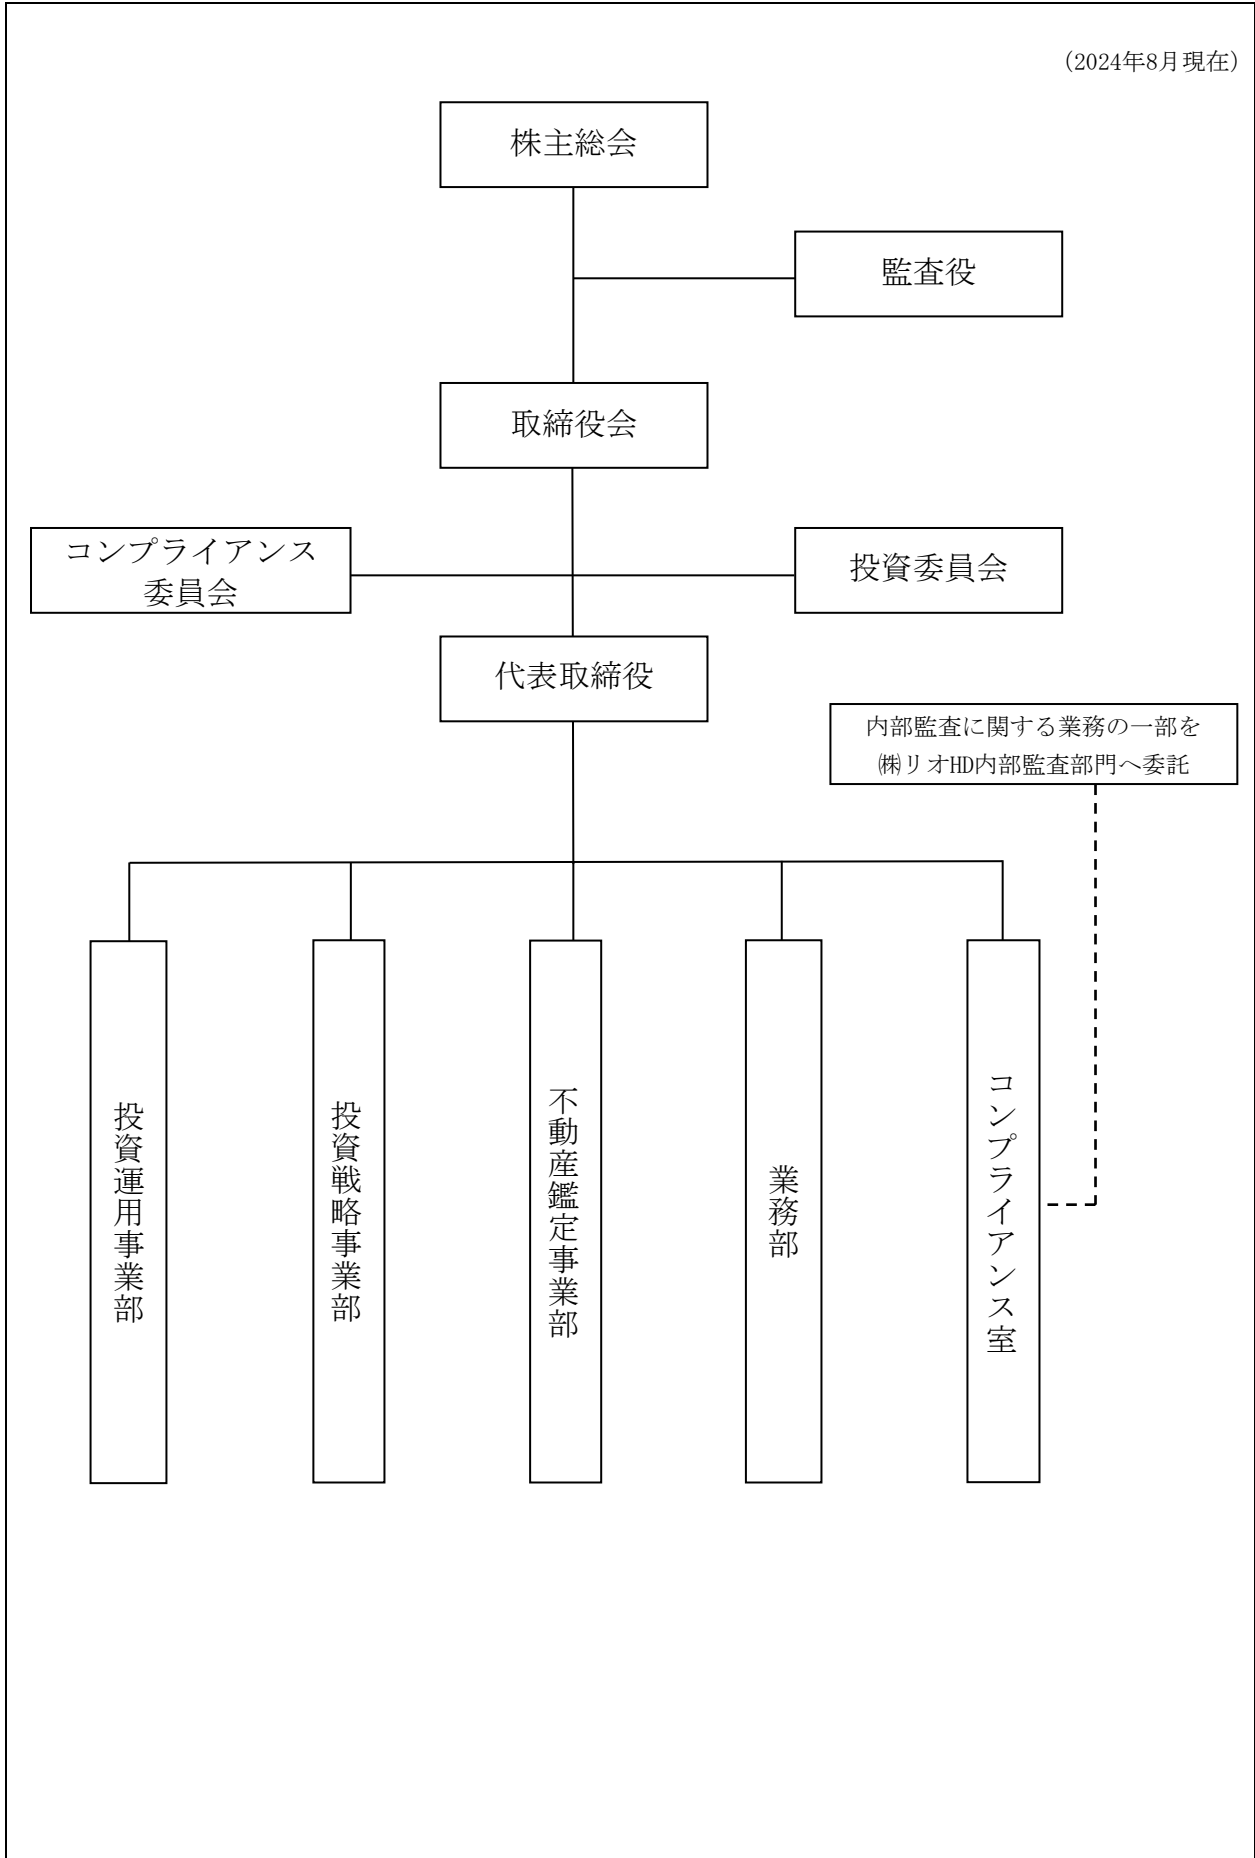 (2024年8月現在)
株主総会
監査役
取締役会
コンプライアンス
委員会
投資委員会
代表取締役
内部監査に関する業務の一部を
㈱リオHD内部監査部門へ委託
投資運用事業部
投資戦略事業部
不動産鑑定事業部
業務部
コンプライアンス室